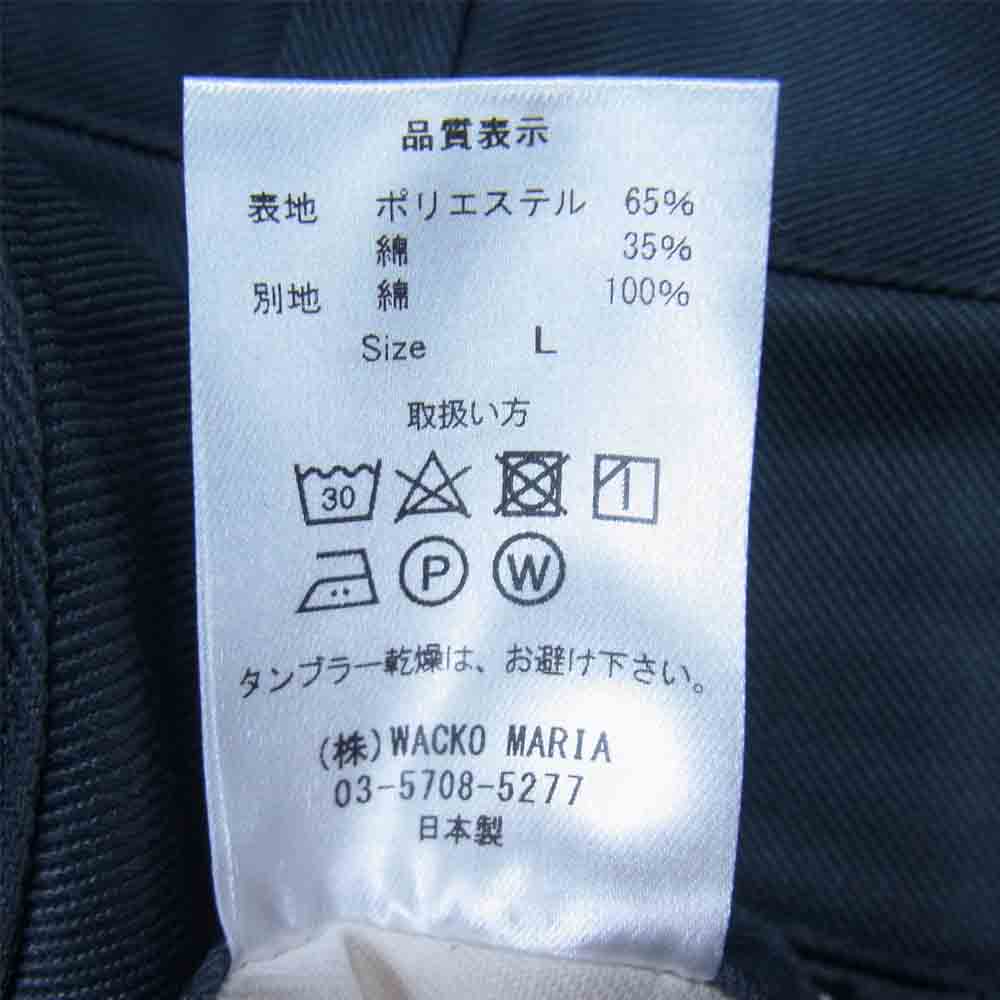 品質表示
表地 ポリエステル 65%
綿 35%
別地 綿 100%
Size L
取扱い方
30
P W
タンブラー乾燥は、お避け下さい。
(株)WACKO MARIA
03-5708-5277
日本製